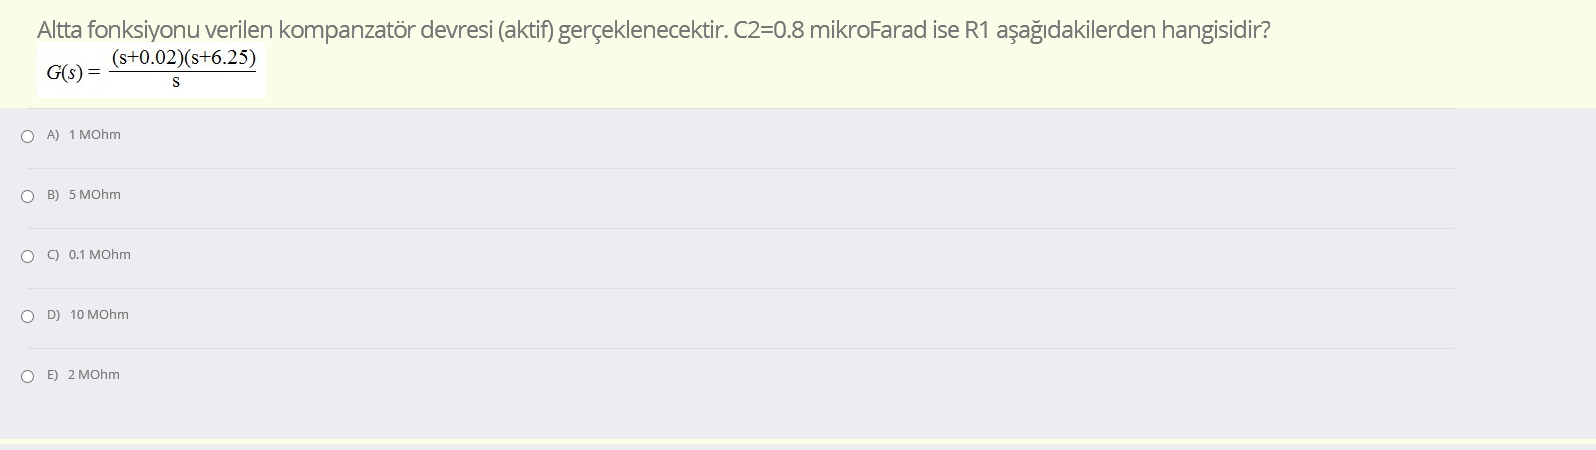 Altta fonksiyonu verilen kompanzatör devresi (aktif) gerçeklenecektir. C2=0.8 mikroFarad ise R1 aşağıdakilerden hangisidir?
G(s) = (s+0.02)(s+6.25)
s
A) 1 MOhm
B) 5 MOhm
C) 0.1 MOhm
D) 10 MOhm
E) 2 MOhm